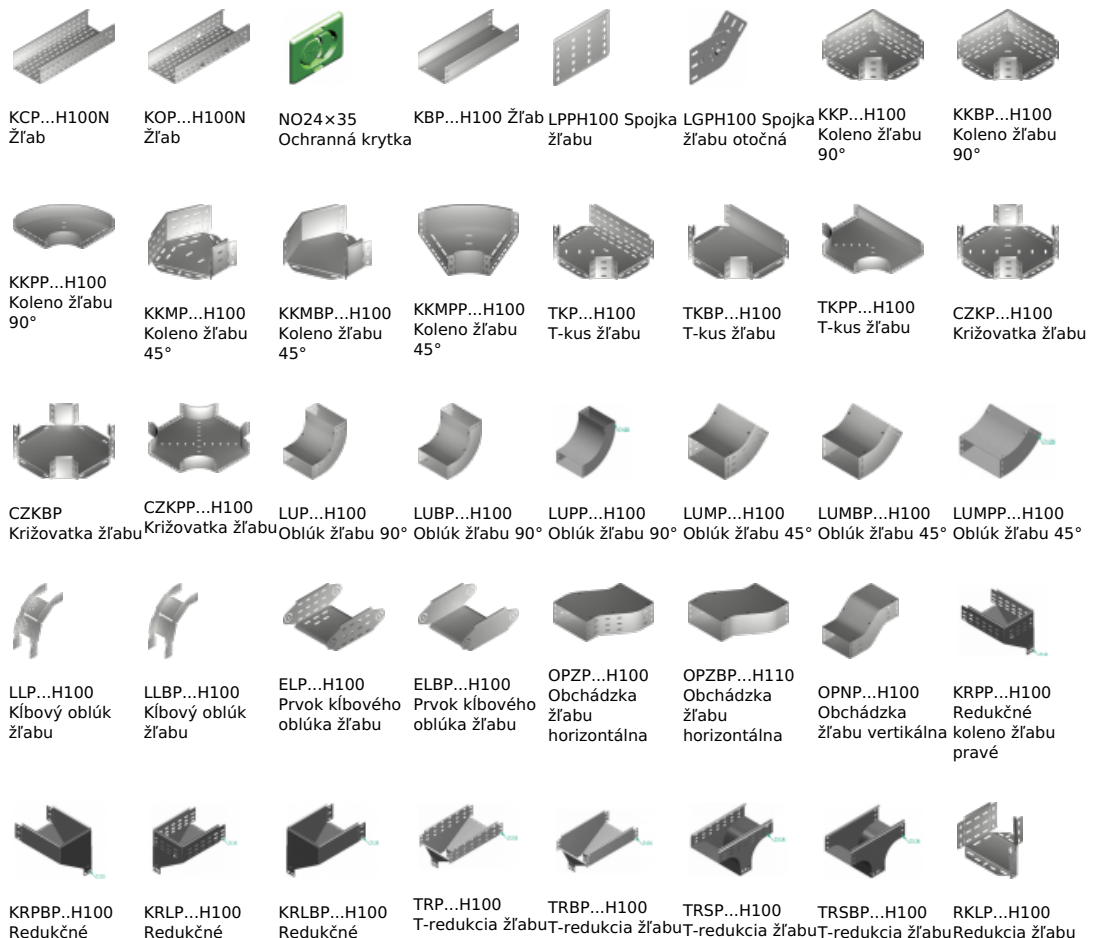 KCP...H100N
Žľab
KOP...H100N
Žľab
NO24×35
Ochranná krytka
KBP...H100 Žľab
LPPH100 Spojka
žľabu
LGPH100 Spojka
žľabu otočná
KKP...H100
Koleno žľabu
90°
KKBP...H100
Koleno žľabu
90°
KKPP...H100
Koleno žľabu
90°
KKMP...H100
Koleno žľabu
45°
KKMBP...H100
Koleno žľabu
45°
KKMPP...H100
Koleno žľabu
45°
TKP...H100
T-kus žľabu
TKBP...H100
T-kus žľabu
TKPP...H100
T-kus žľabu
CZKP...H100
Križovatka žľabu
CZKBP
Križovatka žľabu
CZKPP...H100
Križovatka žľabu
LUP...H100
Oblúk žľabu 90°
LUBP...H100
Oblúk žľabu 90°
LUPP...H100
Oblúk žľabu 90°
LUMP...H100
Oblúk žľabu 45°
LUMBP...H100
Oblúk žľabu 45°
LUMPP...H100
Oblúk žľabu 45°
LLP...H100
Kĺbový oblúk
žľabu
LLBP...H100
Kĺbový oblúk
žľabu
ELP...H100
Prvok kĺbového
oblúka žľabu
ELBP...H100
Prvok kĺbového
oblúka žľabu
OPZP...H100
Obchádzka
žľabu
horizontálna
OPZBP...H110
Obchádzka
žľabu
horizontálna
OPNP...H100
Obchádzka
žľabu vertikálna
KRPP...H100
Redukčné
koleno žľabu
pravé
KRPBP..H100
Redukčné
KRLP...H100
Redukčné
KRLBP...H100
Redukčné
TRP...H100
T-redukcia žľabu
TRBP...H100
T-redukcia žľabu
TRSP...H100
T-redukcia žľabu
TRSBP...H100
T-redukcia žľabu
RKLP...H100
Redukcia žľabu